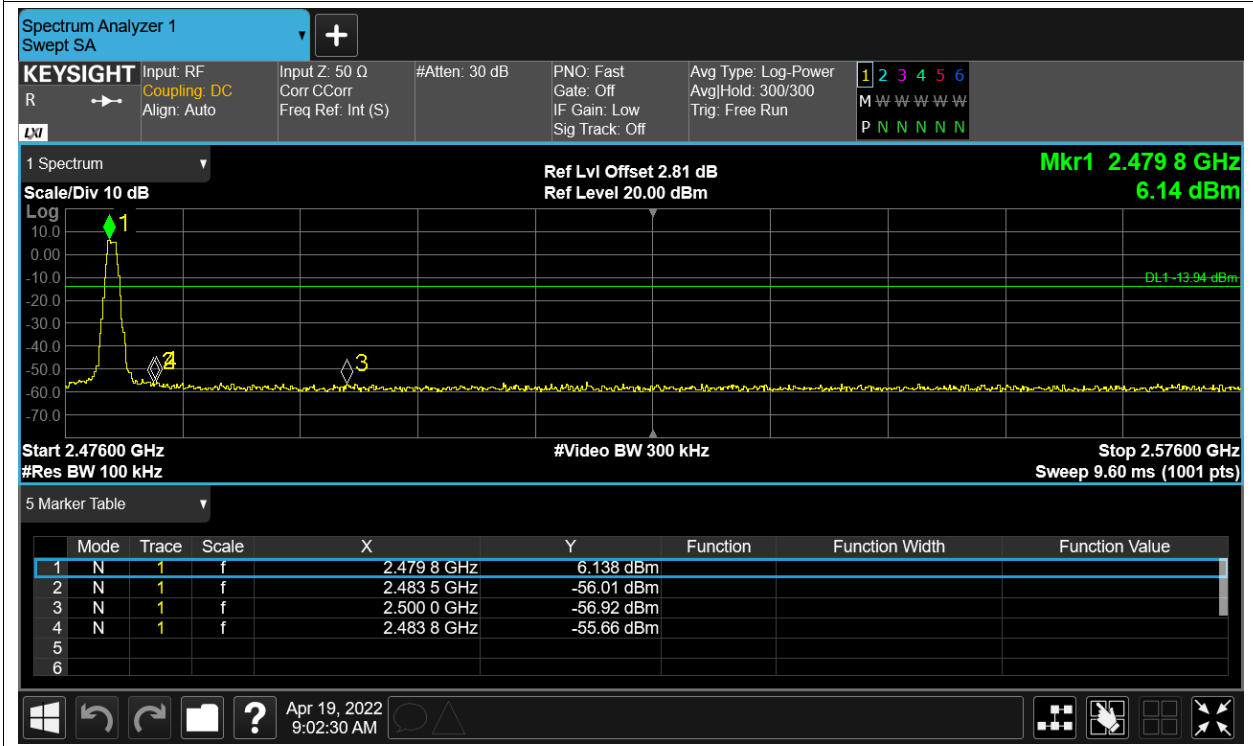 Spectrum Analyzer 1
Swept SA
KEYSIGHT
R
LXI
Input: RF
Coupling: DC
Align: Auto
Input Z: 50 Ω
Corr CCorr
Freq Ref: Int (S)
#Atten: 30 dB
PNO: Fast
Gate: Off
IF Gain: Low
Sig Track: Off
Avg Type: Log-Power
Avg|Hold: 300/300
Trig: Free Run
1 2 3 4 5 6
M W W W W W
P N N N N N
1 Spectrum
Scale/Div 10 dB
Ref Lvl Offset 2.81 dB
Ref Level 20.00 dBm
Mkr1 2.479 8 GHz
6.14 dBm
Log
10.0
0.00
-10.0
-20.0
-30.0
-40.0
-50.0
-60.0
-70.0
1
3
DL1 -13.94 dBm
Start 2.47600 GHz
#Res BW 100 kHz
#Video BW 300 kHz
Stop 2.57600 GHz
Sweep 9.60 ms (1001 pts)
5 Marker Table
Mode Trace Scale X Y Function Function Width Function Value
1 N 1 f 2.479 8 GHz 6.138 dBm
2 N 1 f 2.483 5 GHz -56.01 dBm
3 N 1 f 2.500 0 GHz -56.92 dBm
4 N 1 f 2.483 8 GHz -55.66 dBm
5
6
?
Apr 19, 2022
9:02:30 AM